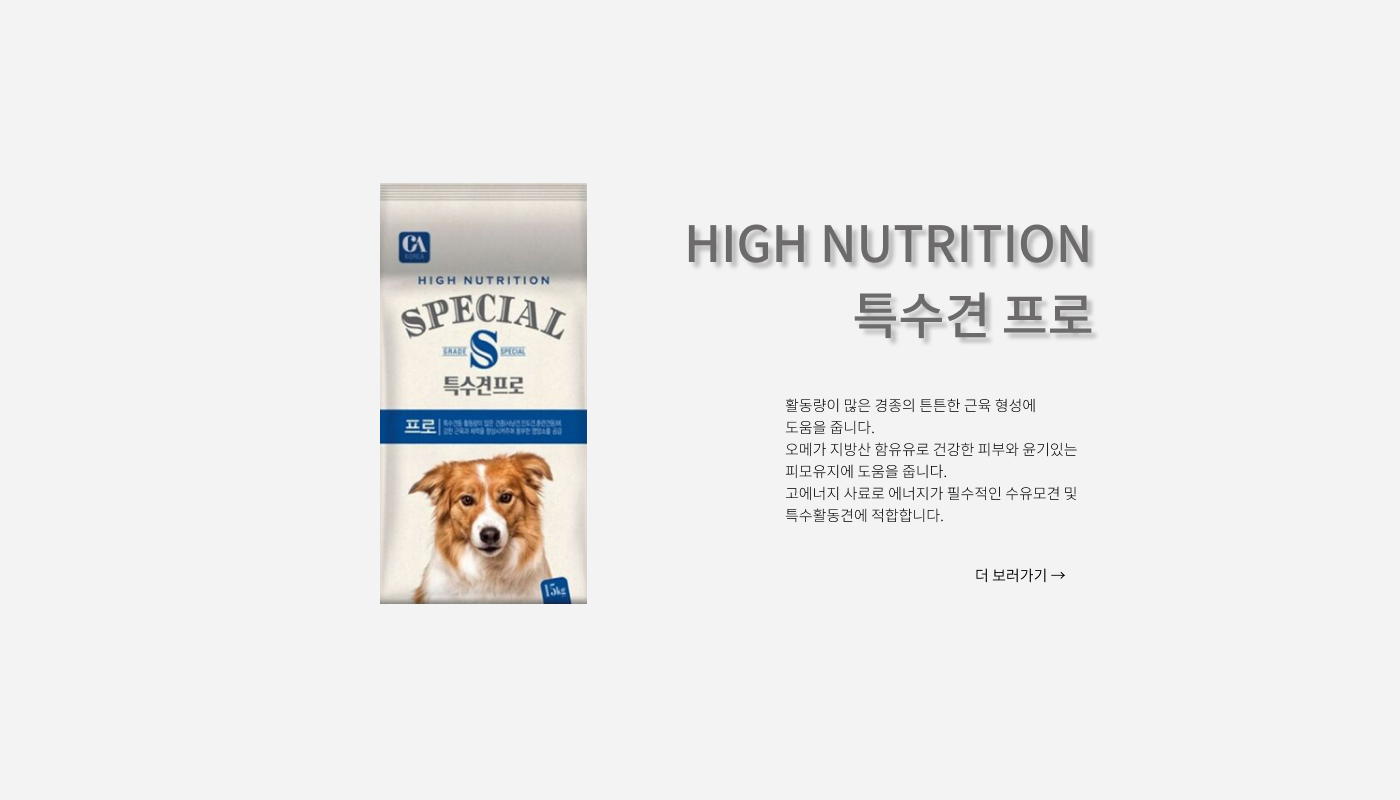 CA
KOREA
HIGH NUTRITION
SPECIAL
GRADE S SPECIAL
특수견프로
프로
15kg
HIGH NUTRITION
특수견 프로
활동량이 많은 경종의 튼튼한 근육 형성에
도움을 줍니다.
오메가 지방산 함유유로 건강한 피부와 윤기있는
피모유지에 도움을 줍니다.
고에너지 사료로 에너지가 필수적인 수유모견 및
특수활동견에 적합합니다.
더 보러가기 →